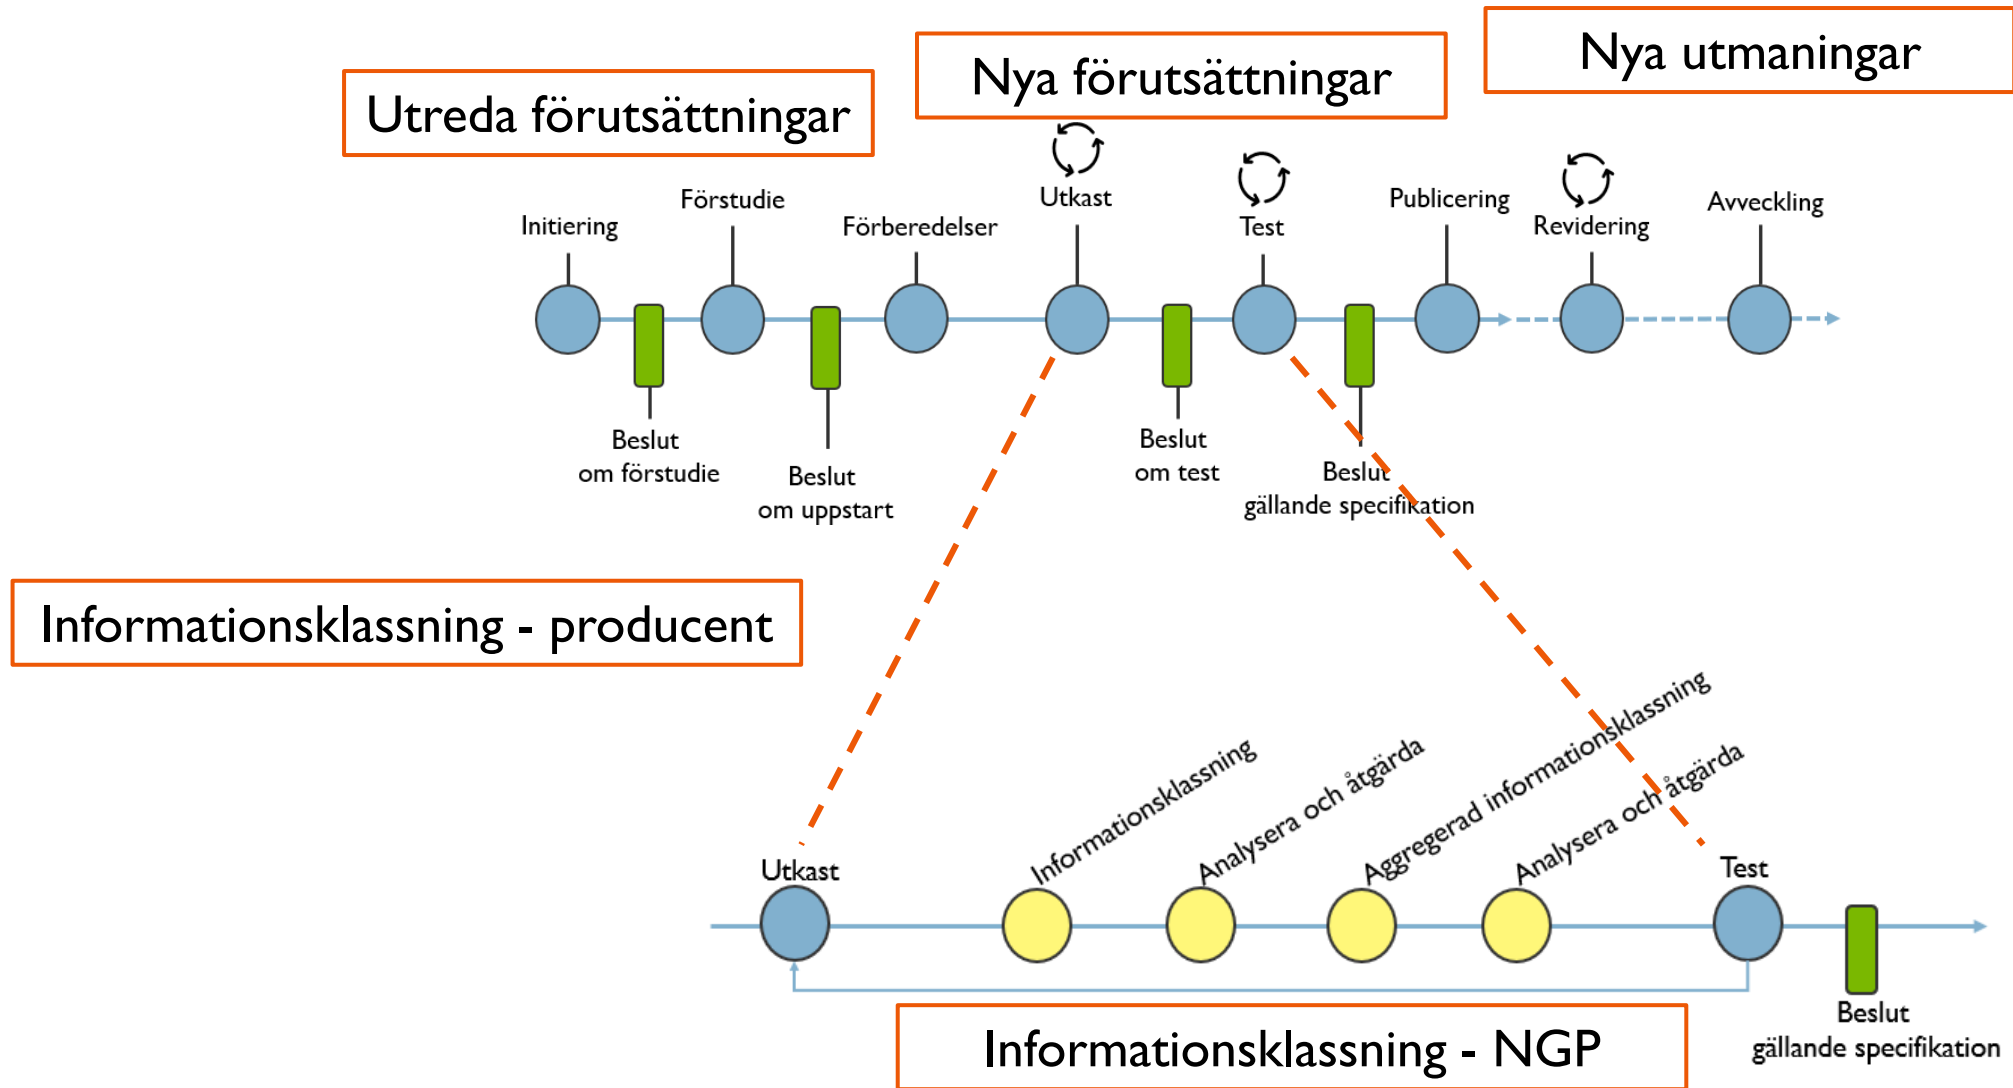 Nya utmaningar
Nya förutsättningar
Utreda förutsättningar
Initiering
Förstudie
Förberedelser
Utkast
Test
Publicering
Revidering
Avveckling
Beslut
om förstudie
Beslut
om uppstart
Beslut
om test
Beslut
gällande specifikation
Informationsklassning - producent
Utkast
Informationsklassning
Analysera och åtgärda
Aggregerad informationsklassning
Analysera och åtgärda
Test
Beslut
gällande specifikation
Informationsklassning - NGP